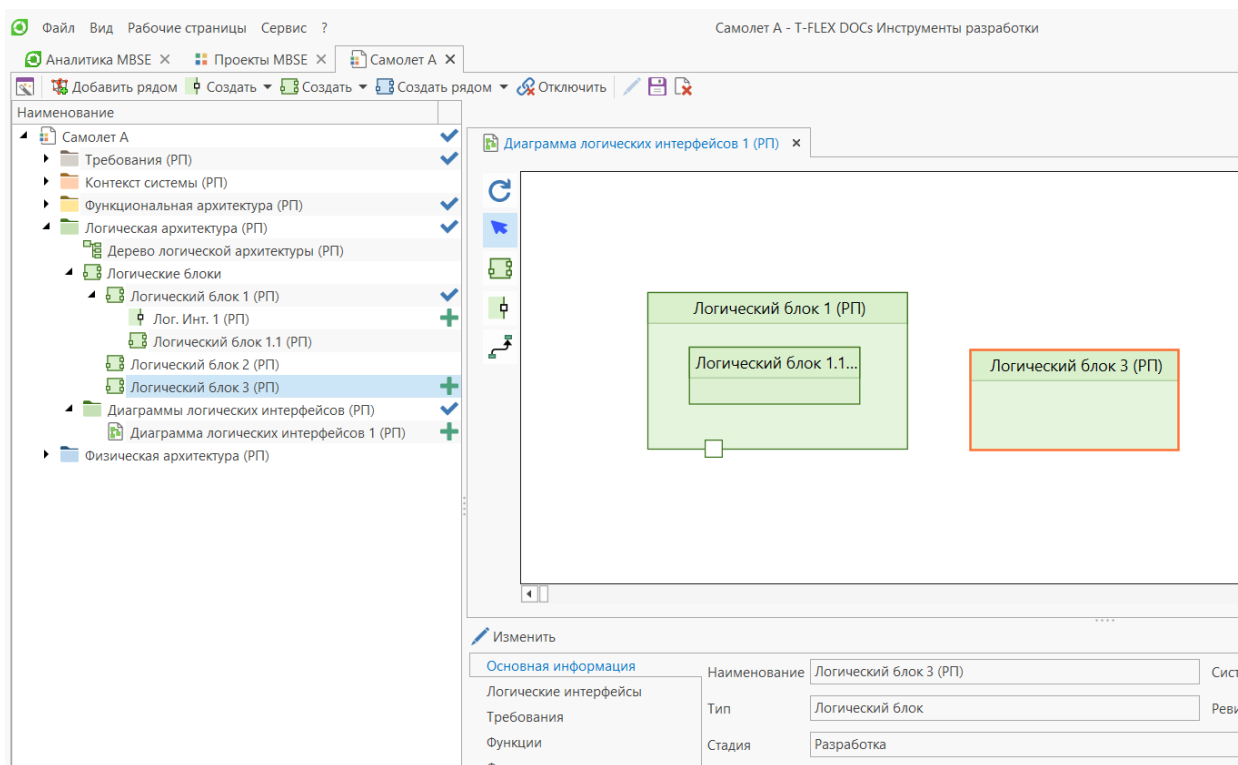 Файл Вид Рабочие страницы Сервис ? Самолет А - T-FLEX DOCs Инструменты разработки
Аналитика MBSE Проекты MBSE Самолет А
Добавить рядом Создать Создать Создать рядом Отключить
Наименование
Самолет А
Требования (РП)
Контекст системы (РП)
Функциональная архитектура (РП)
Логическая архитектура (РП)
Дерево логической архитектуры (РП)
Логические блоки
Логический блок 1 (РП)
Лог. Инт. 1 (РП)
Логический блок 1.1 (РП)
Логический блок 2 (РП)
Логический блок 3 (РП)
Диаграммы логических интерфейсов (РП)
Диаграмма логических интерфейсов 1 (РП)
Физическая архитектура (РП)
Диаграмма логических интерфейсов 1 (РП)
Логический блок 1 (РП)
Логический блок 1.1...
Логический блок 3 (РП)
Изменить
Основная информация
Логические интерфейсы
Требования
Функции
Наименование Логический блок 3 (РП) Сист
Тип Логический блок Реви
Стадия Разработка